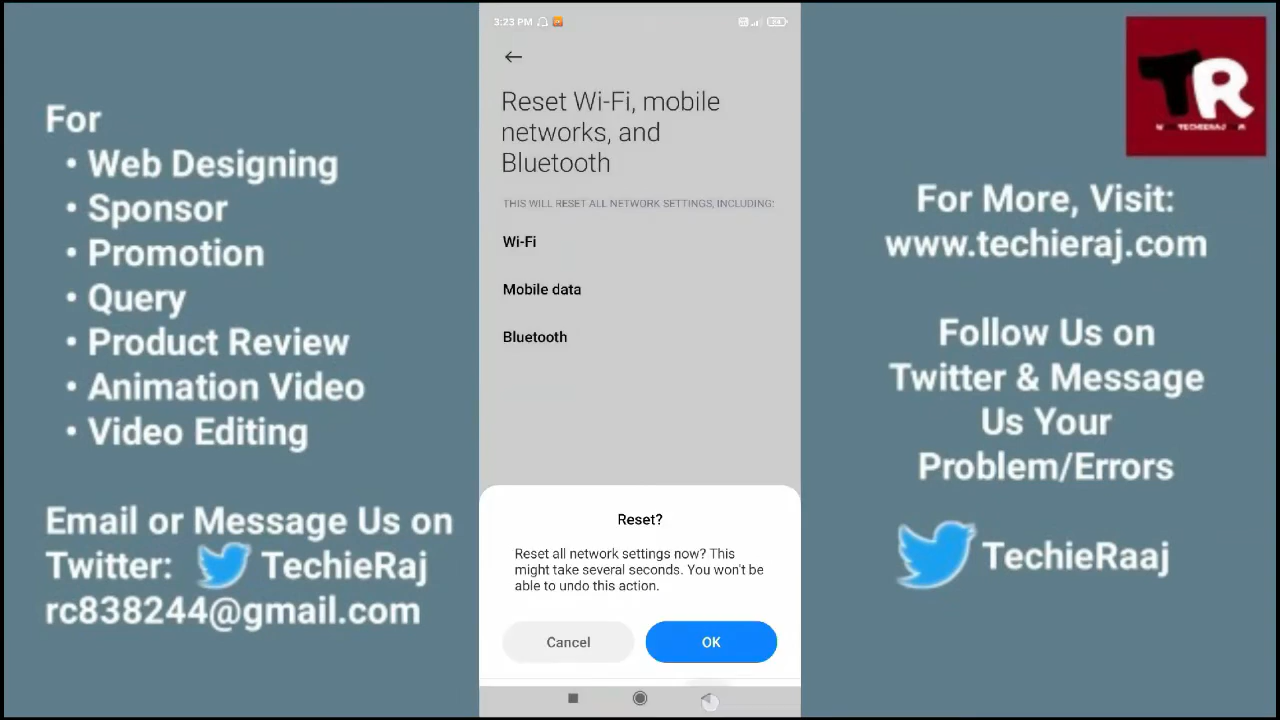 For
• Web Designing
• Sponsor
• Promotion
• Query
• Product Review
• Animation Video
• Video Editing
Email or Message Us on
Twitter: TechieRaj
rc838244@gmail.com
3:23 PM
Reset Wi-Fi, mobile
networks, and
Bluetooth
THIS WILL RESET ALL NETWORK SETTINGS, INCLUDING:
Wi-Fi
Mobile data
Bluetooth
Reset?
Reset all network settings now? This
might take several seconds. You won't be
able to undo this action.
Cancel OK
TR
For More, Visit:
www.techieraj.com
Follow Us on
Twitter & Message
Us Your
Problem/Errors
TechieRaaj